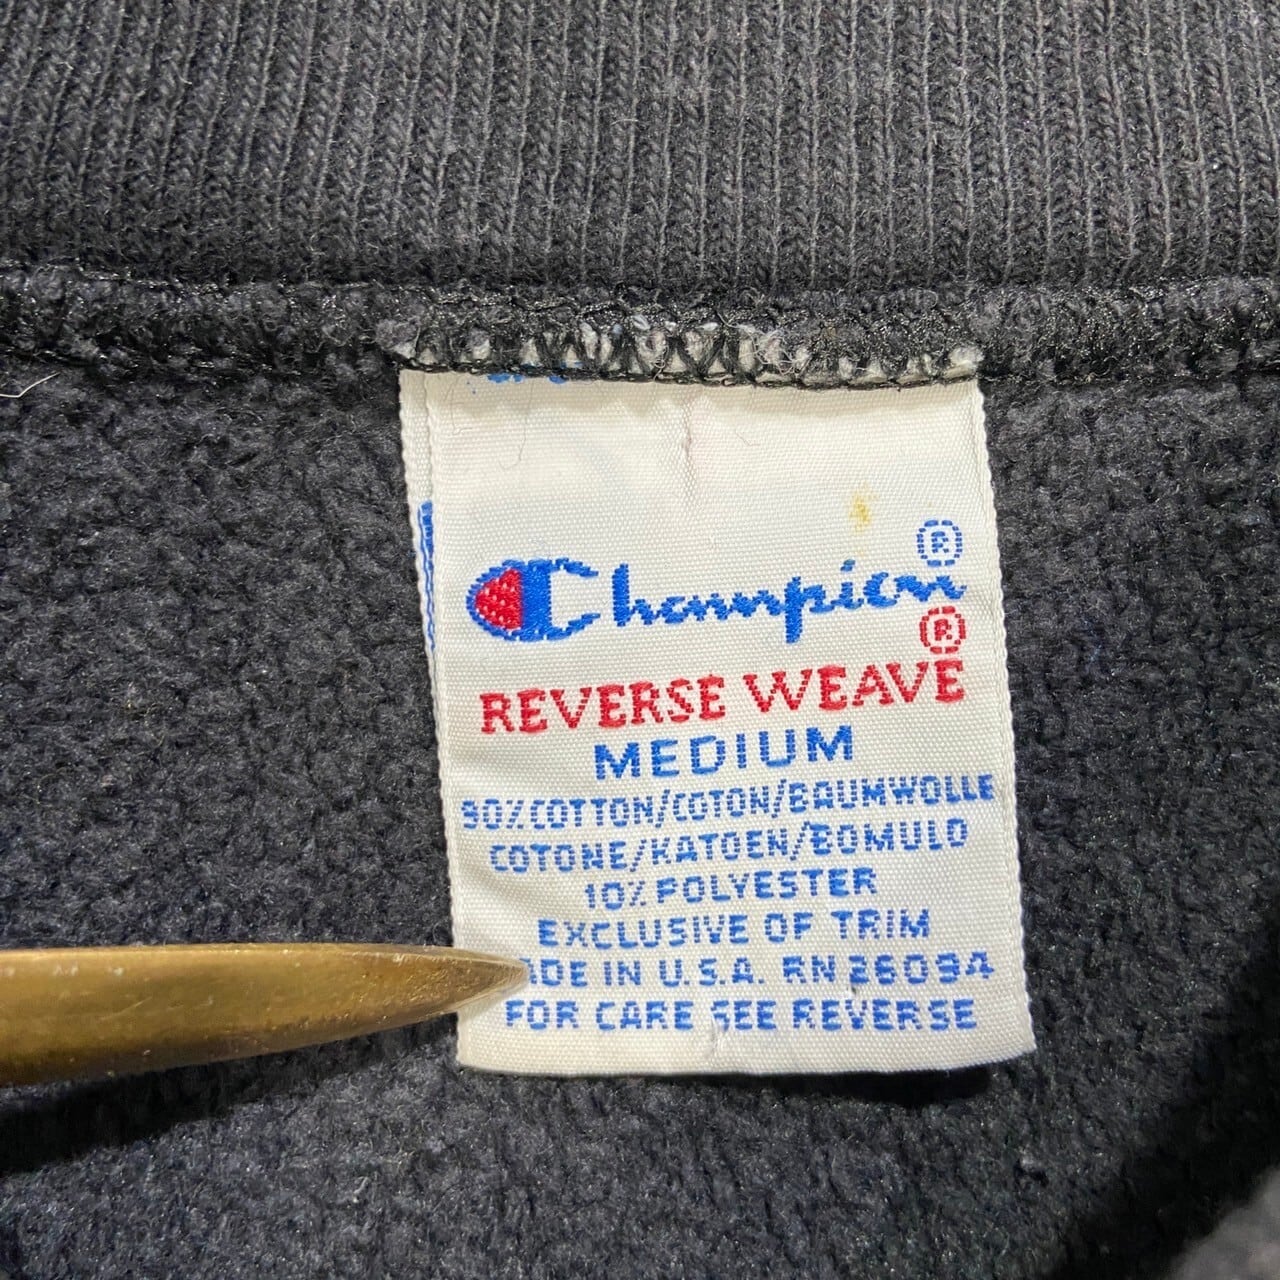 Champion®
REVERSE WEAVE®
MEDIUM
90% COTTON/COTON/BAUMWOLLE
COTONE/KATOEN/BOMULD
10% POLYESTER
EXCLUSIVE OF TRIM
ADE IN U.S.A. RN 26094
FOR CARE SEE REVERSE